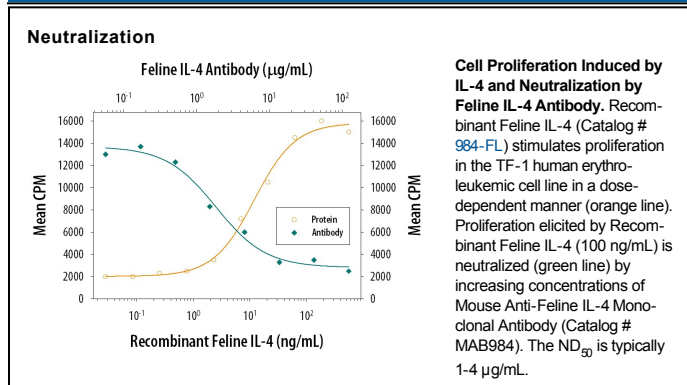 Neutralization
Feline IL-4 Antibody (µg/mL)
10⁻¹ 10⁰ 10¹ 10²
16000 16000
14000 14000
12000 12000
10000 10000
8000 8000
6000 6000
4000 4000
2000 2000
0 0
Mean CPM
Mean CPM
Protein
Antibody
10⁻¹ 10⁰ 10¹ 10²
Recombinant Feline IL-4 (ng/mL)
Cell Proliferation Induced by
IL-4 and Neutralization by
Feline IL-4 Antibody. Recom-
binant Feline IL-4 (Catalog #
984-FL) stimulates proliferation
in the TF-1 human erythro-
leukemic cell line in a dose-
dependent manner (orange line).
Proliferation elicited by Recom-
binant Feline IL-4 (100 ng/mL) is
neutralized (green line) by
increasing concentrations of
Mouse Anti-Feline IL-4 Mono-
clonal Antibody (Catalog #
MAB984). The ND₅₀ is typically
1-4 µg/mL.